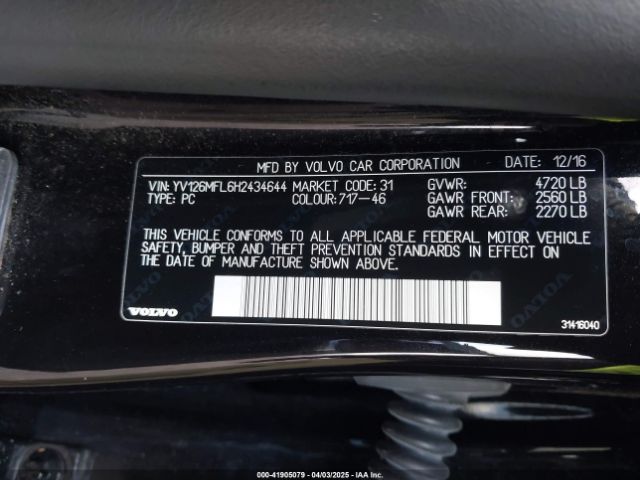 MFD BY VOLVO CAR CORPORATION DATE: 12/16
VIN: YV126MFL6H2434644 MARKET CODE: 31 GVWR: 4720 LB
TYPE: PC COLOUR: 717-46 GAWR FRONT: 2560 LB
GAWR REAR: 2270 LB
THIS VEHICLE CONFORMS TO ALL APPLICABLE FEDERAL MOTOR VEHICLE
SAFETY, BUMPER AND THEFT PREVENTION STANDARDS IN EFFECT ON
THE DATE OF MANUFACTURE SHOWN ABOVE.
VOLVO
31416040
000-41905079 - 04/03/2025 - IAA Inc.